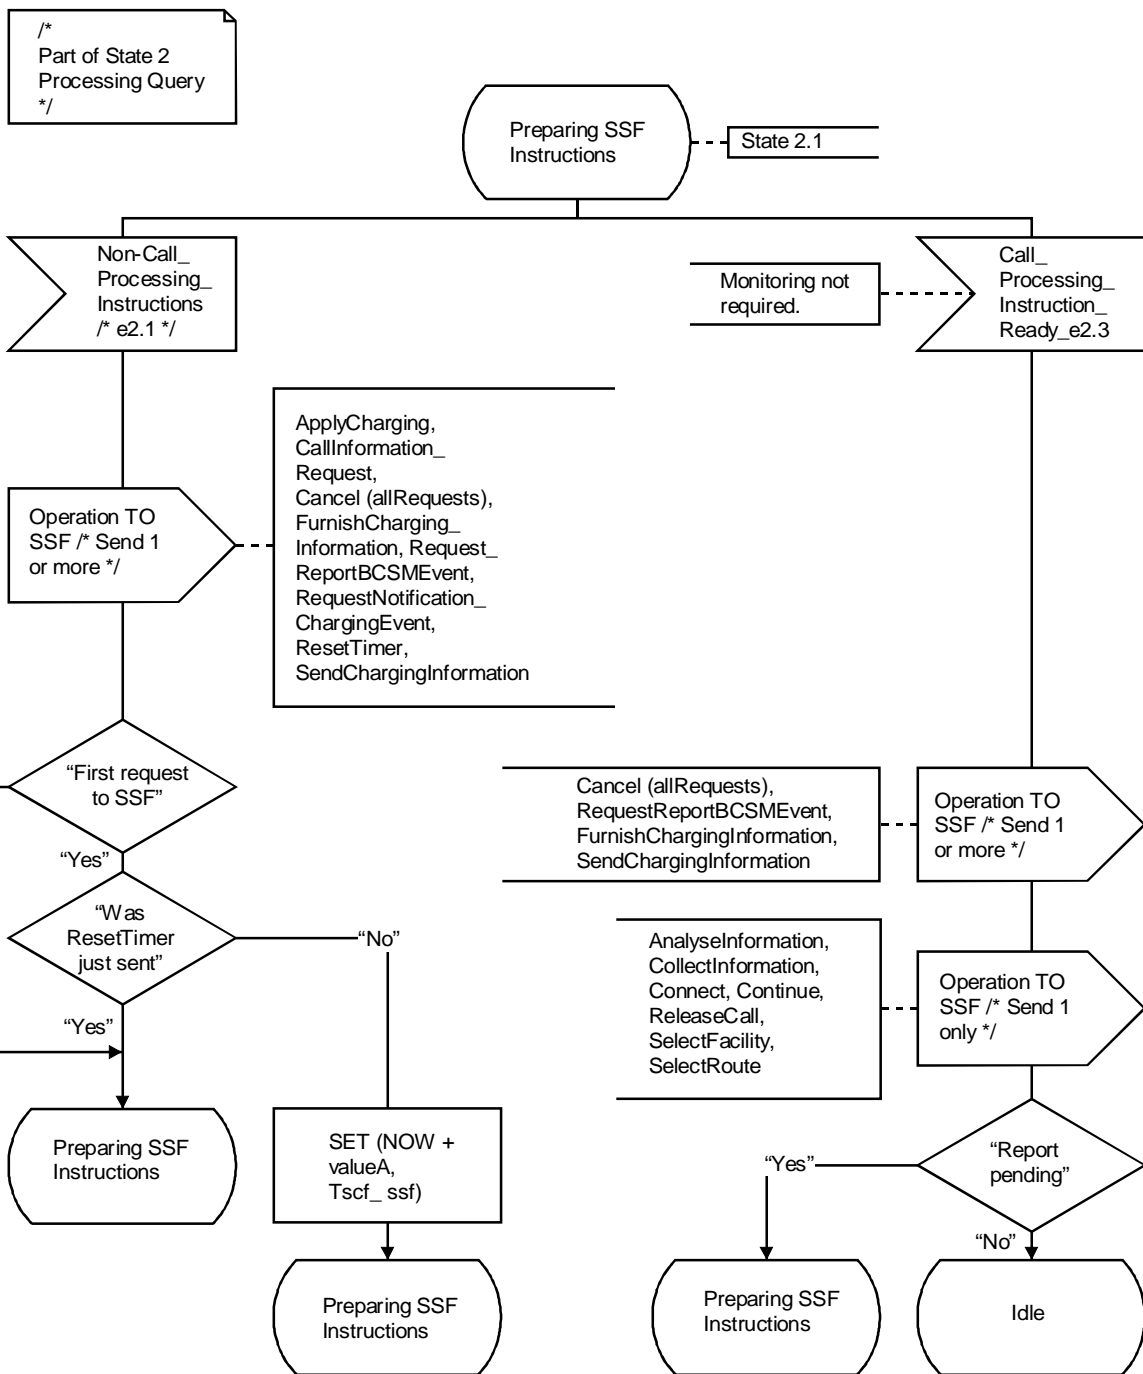 /*
Part of State 2
Processing Query
*/
Preparing SSF
Instructions
State 2.1
Non-Call_
Processing_
Instructions
/* e2.1 */
Monitoring not
required.
Call_
Processing_
Instruction_
Ready_e2.3
ApplyCharging,
CallInformation_
Request,
Cancel (allRequests),
FurnishCharging_
Information, Request_
ReportBCSMEvent,
RequestNotification_
ChargingEvent,
ResetTimer,
SendChargingInformation
Operation TO
SSF /* Send 1
or more */
“First request
to SSF”
“Yes”
Cancel (allRequests),
RequestReportBCSMEvent,
FurnishChargingInformation,
SendChargingInformation
Operation TO
SSF /* Send 1
or more */
“Was
ResetTimer
just sent”
“No”
“Yes”
AnalyseInformation,
CollectInformation,
Connect, Continue,
ReleaseCall,
SelectFacility,
SelectRoute
Operation TO
SSF /* Send 1
only */
Preparing SSF
Instructions
SET (NOW +
valueA,
Tscf_ ssf)
“Report
pending”
“Yes”
“No”
Preparing SSF
Instructions
Preparing SSF
Instructions
Idle